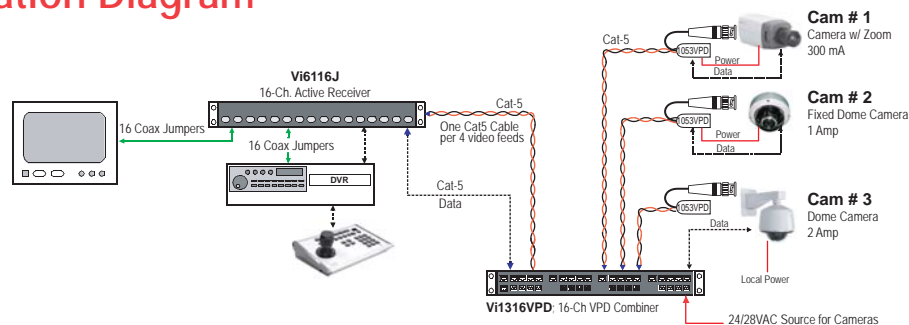 ation Diagram
Cam # 1
Camera w/ Zoom
300 mA
Cat-5
1053VPD
Power
Data
Vi6116J
16-Ch. Active Receiver
Cam # 2
Fixed Dome Camera
1 Amp
1053VPD
Power
Data
16 Coax Jumpers
Cat-5
One Cat5 Cable
per 4 video feeds
16 Coax Jumpers
DVR
Cat-5
Data
Cam # 3
Dome Camera
2 Amp
1053VPD
Data
Local Power
Vi1316VPD; 16-Ch VPD Combiner
24/28VAC Source for Cameras